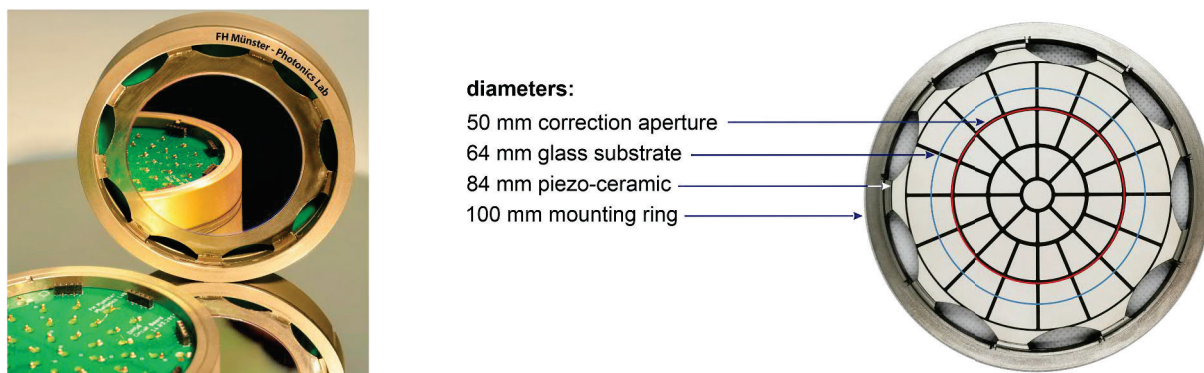 FH Münster - Photonics Lab
diameters:
50 mm correction aperture
64 mm glass substrate
84 mm piezo-ceramic
100 mm mounting ring